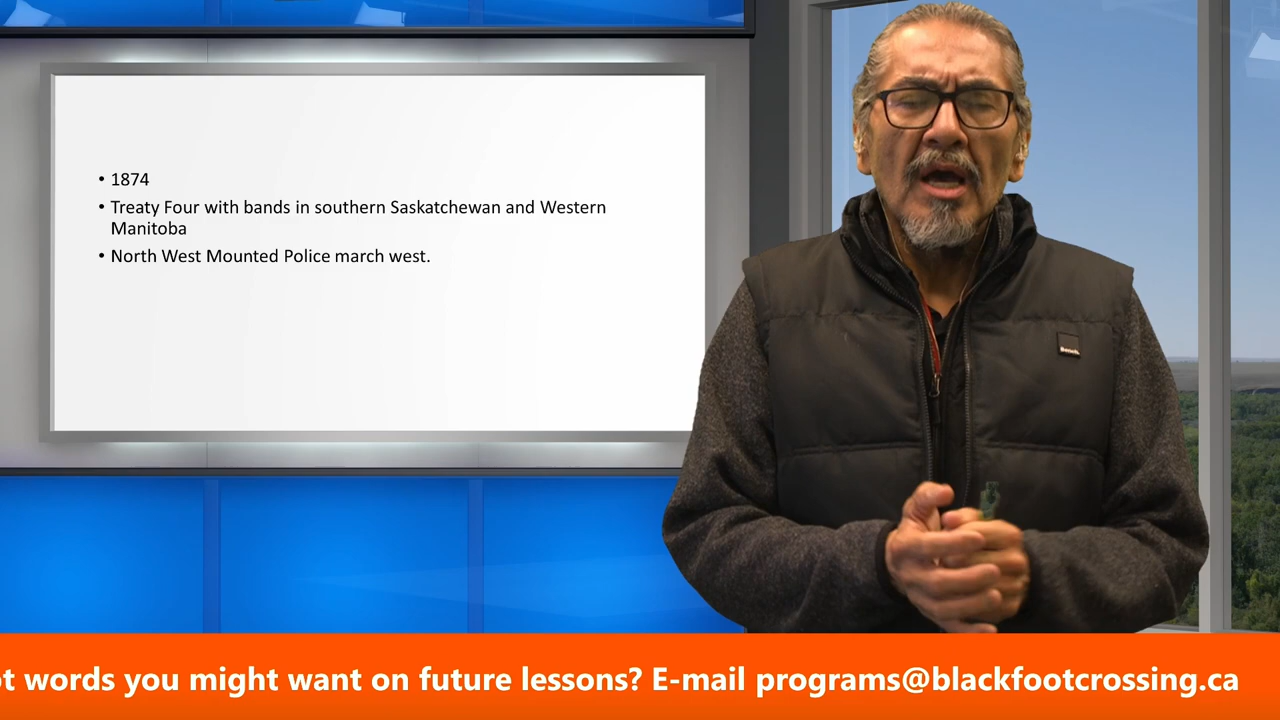 • 1874
• Treaty Four with bands in southern Saskatchewan and Western
Manitoba
• North West Mounted Police march west.
Bench.
words you might want on future lessons? E-mail programs@blackfootcrossing.ca